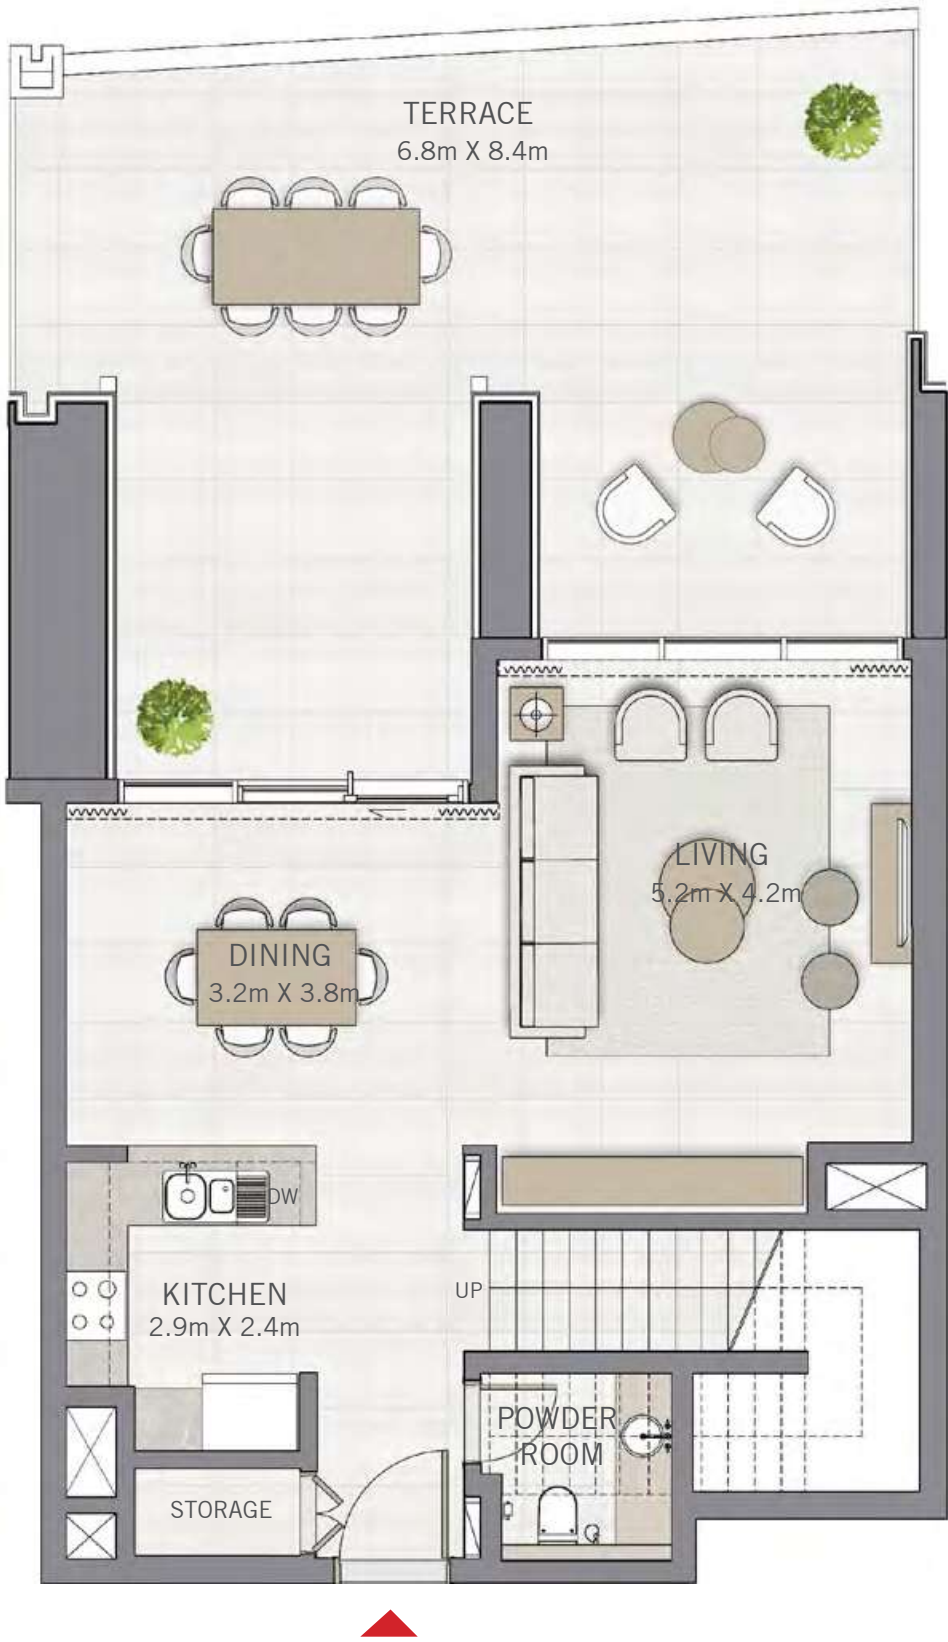 TERRACE
6.8m X 8.4m
LIVING
5.2m X 4.2m
DINING
3.2m X 3.8m
DW
KITCHEN
2.9m X 2.4m
UP
POWDER
ROOM
STORAGE